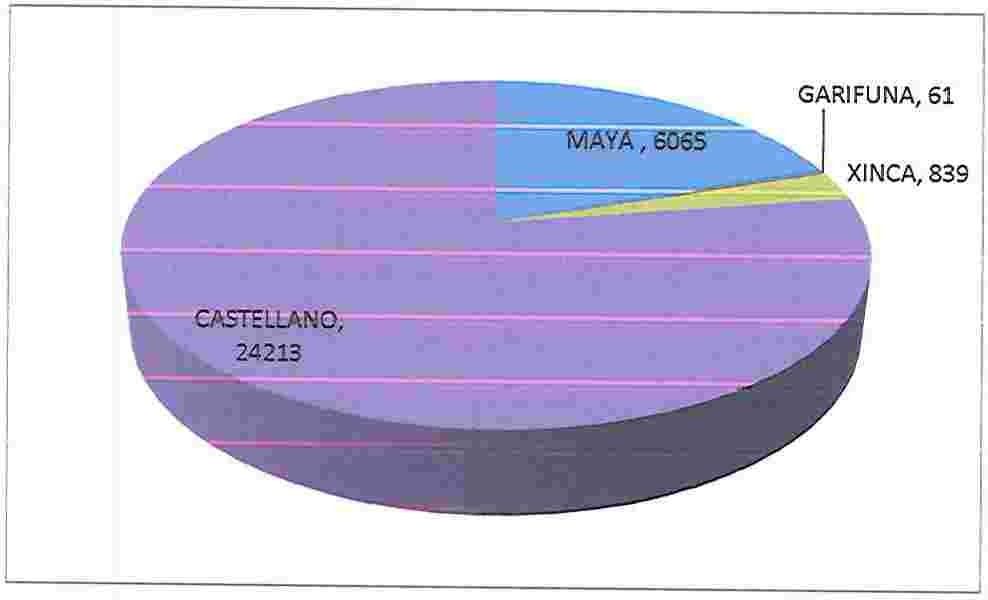 GARIFUNA, 61
MAYA , 6065
XINCA, 839
CASTELLANO,
24213